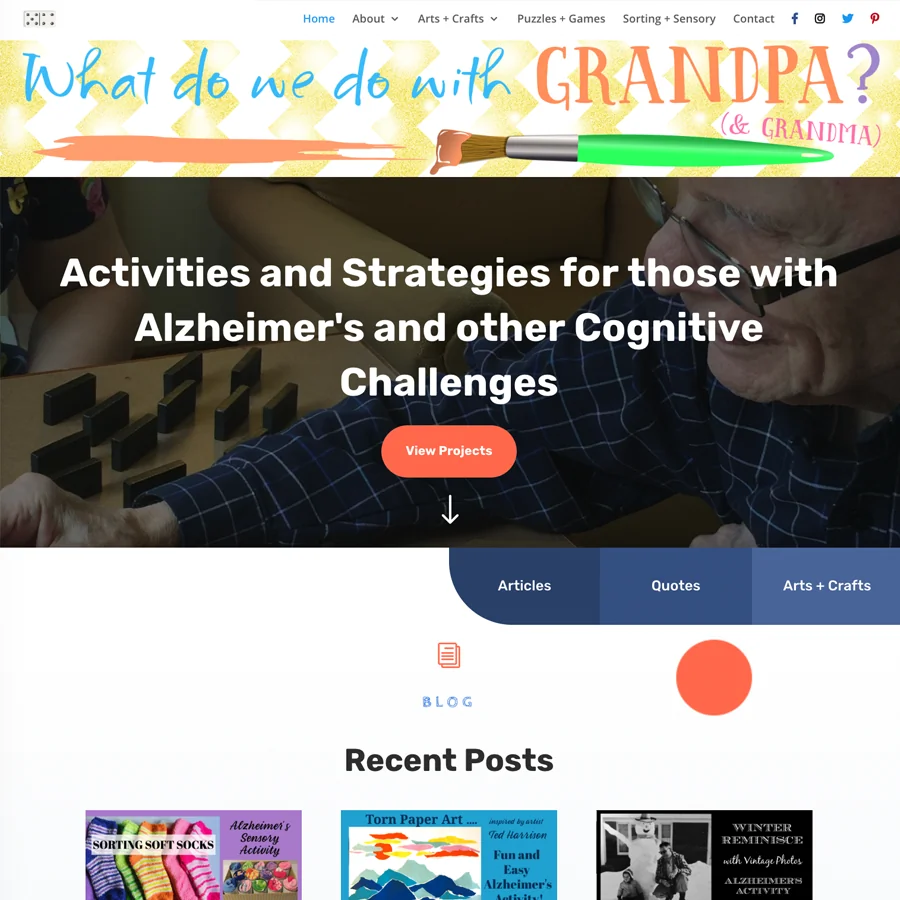 Home About Arts + Crafts Puzzles + Games Sorting + Sensory Contact
What do we do with GRANDPA?
(& GRANDMA)
Activities and Strategies for those with
Alzheimer's and other Cognitive
Challenges
View Projects
Articles Quotes Arts + Crafts
BLOG
Recent Posts
SORTING SOFT SOCKS
Alzheimer's
Sensory
Activity
Torn Paper Art ....
inspired by artist
Ted Harrison
Fun and
Easy
Alzheimer's
Activity!
WINTER
REMINISCE
with Vintage Photos
ALZHEIMERS
ACTIVITY